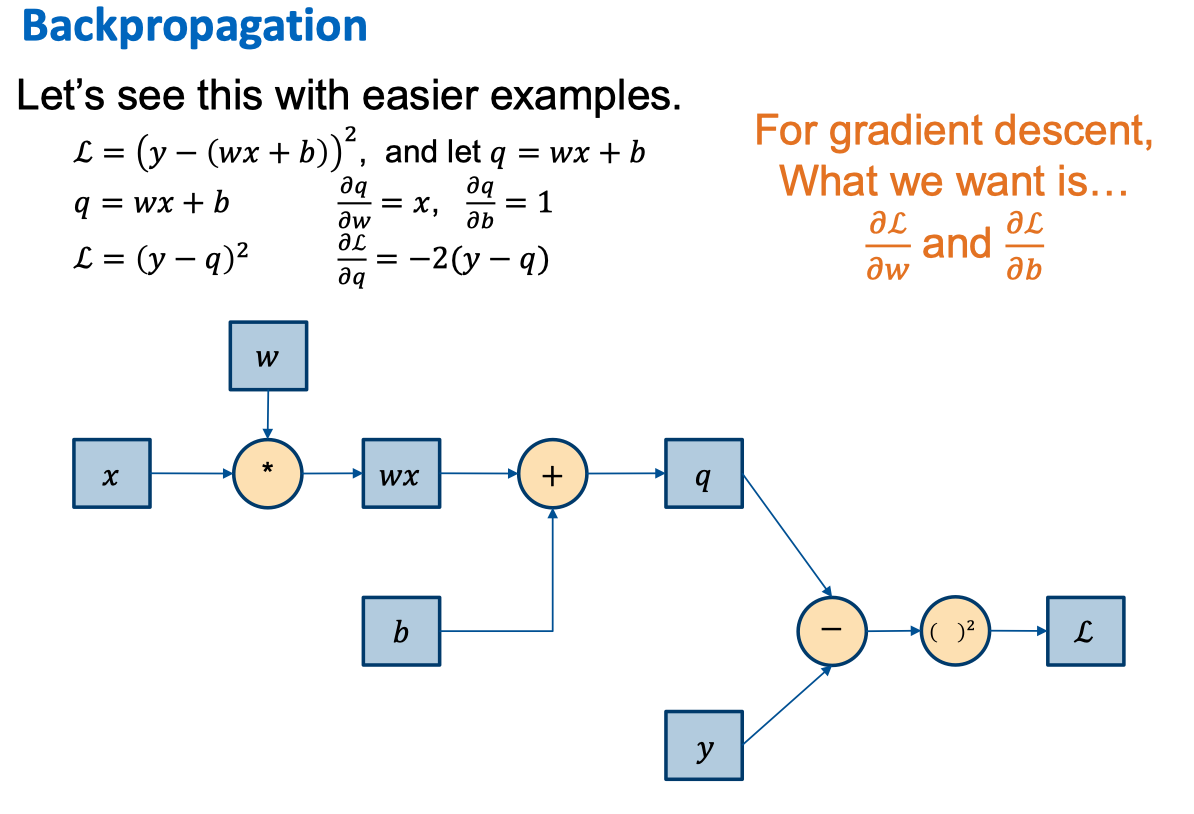 Backpropagation
Let's see this with easier examples.
ℒ = (y − (wx + b))², and let q = wx + b
q = wx + b  ∂q/∂w = x, ∂q/∂b = 1
ℒ = (y − q)²  ∂ℒ/∂q = −2(y − q)
For gradient descent,
What we want is…
∂ℒ/∂w and ∂ℒ/∂b
w
x
*
wx
+
q
b
−
( )²
ℒ
y